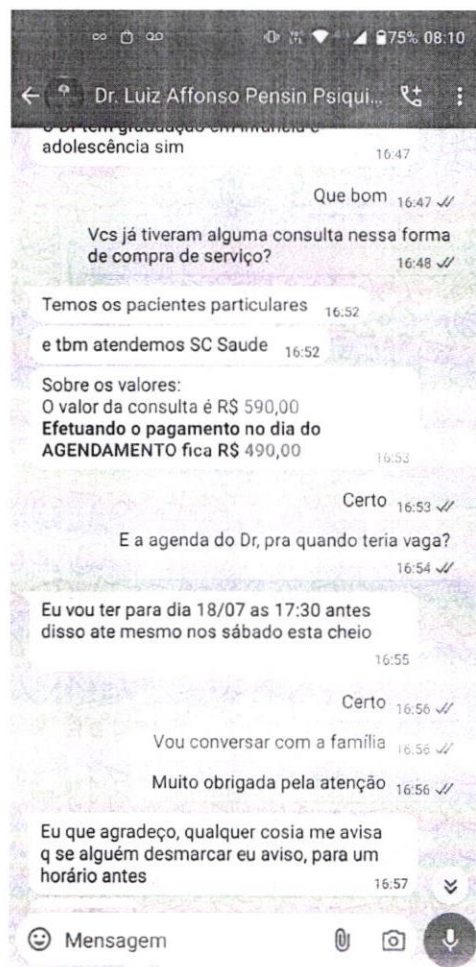 75% 08:10
Dr. Luiz Affonso Pensin Psiqui...
O Dr tem graduação em infância e
adolescência sim
16:47
Que bom 16:47
Vcs já tiveram alguma consulta nessa forma
de compra de serviço?
16:48
Temos os pacientes particulares 16:52
e tbm atendemos SC Saude 16:52
Sobre os valores:
O valor da consulta é R$ 590,00
Efetuando o pagamento no dia do
AGENDAMENTO fica R$ 490,00
16:53
Certo 16:53
E a agenda do Dr, pra quando teria vaga?
16:54
Eu vou ter para dia 18/07 as 17:30 antes
disso ate mesmo nos sábado esta cheio
16:55
Certo 16:56
Vou conversar com a família 16:56
Muito obrigada pela atenção 16:56
Eu que agradeço, qualquer cosia me avisa
q se alguém desmarcar eu aviso, para um
horário antes
16:57
Mensagem